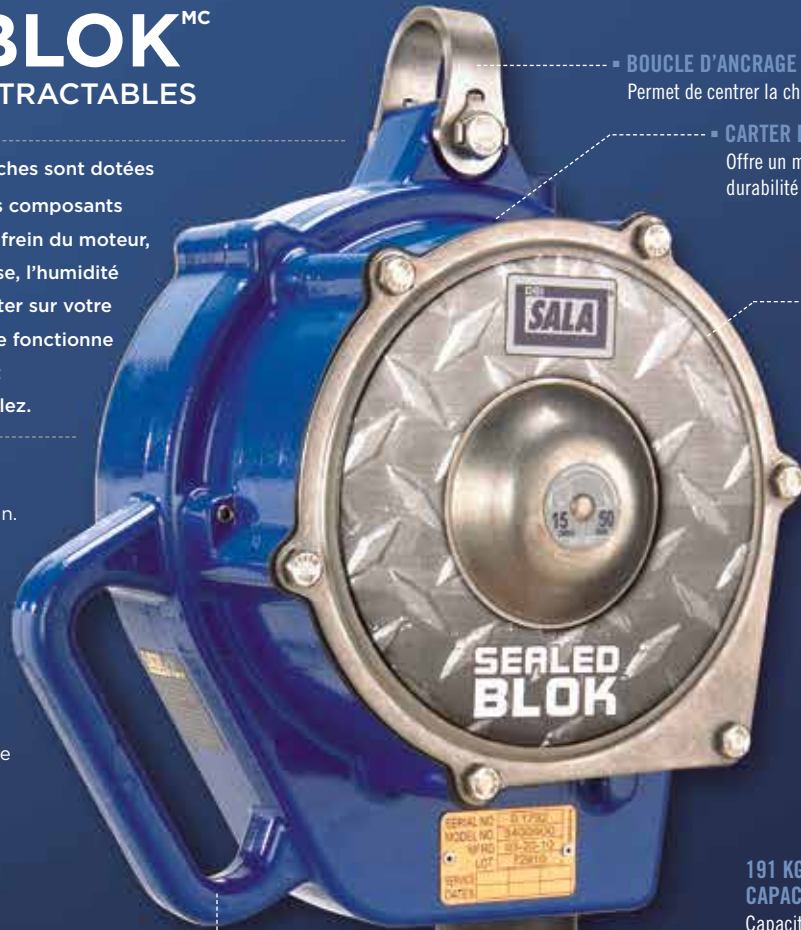 BLOK MC
TRACTABLES
ches sont dotées
s composants
frein du moteur,
se, l'humidité
ter sur votre
e fonctionne
lez.
n.
e
BOUCLE D'ANCRAGE
Permet de centrer la ch
CARTER
Offre un m
durabilité
DBI
SALA
15 50
SEALED
BLOK
SERIAL NO
MODEL NO.
MFRD
LOT
SERVICE
DATES
191 KG
CAPAC
Capacit